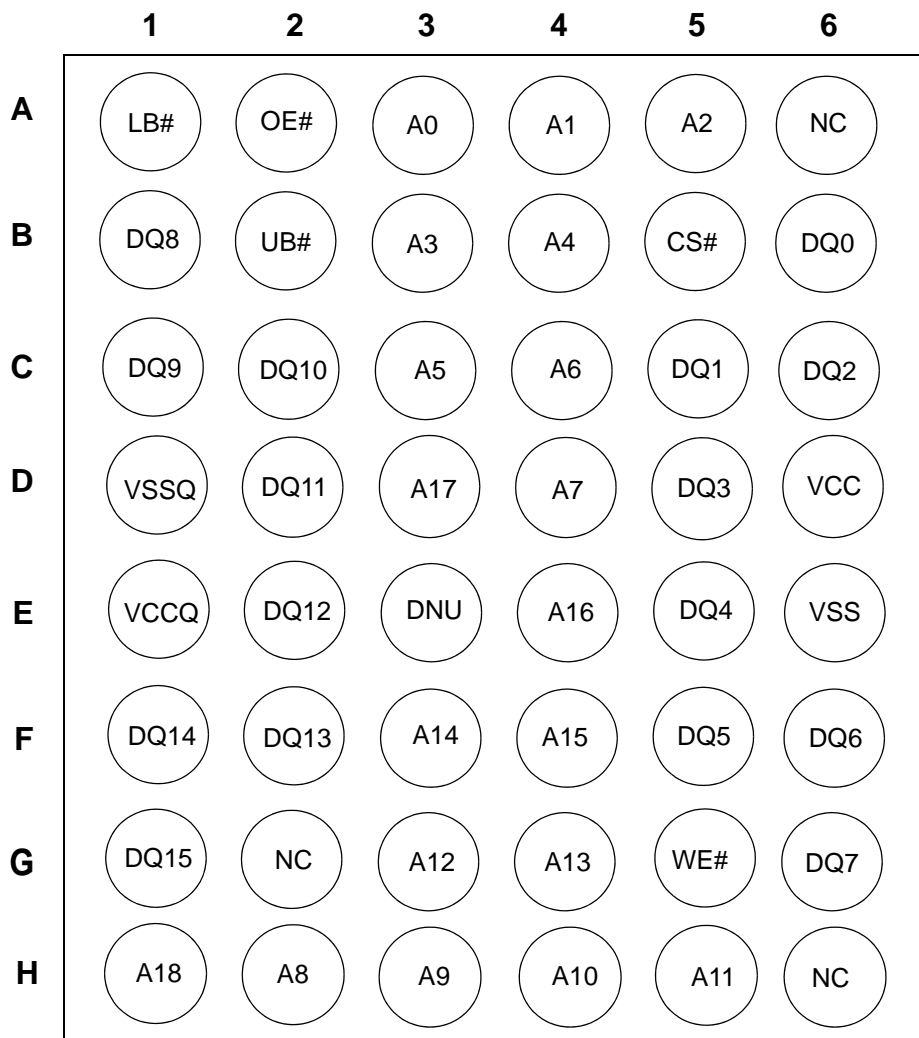 1 2 3 4 5 6
A LB# OE# A0 A1 A2 NC
B DQ8 UB# A3 A4 CS# DQ0
C DQ9 DQ10 A5 A6 DQ1 DQ2
D VSSQ DQ11 A17 A7 DQ3 VCC
E VCCQ DQ12 DNU A16 DQ4 VSS
F DQ14 DQ13 A14 A15 DQ5 DQ6
G DQ15 NC A12 A13 WE# DQ7
H A18 A8 A9 A10 A11 NC